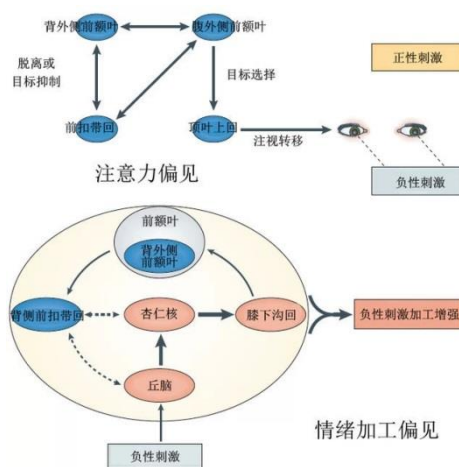 背外侧前额叶
腹外侧前额叶
脱离或
目标抑制
目标选择
正性刺激
前扣带回
顶叶上回
注视转移
注意力偏见
负性刺激
前额叶
背外侧
前额叶
背侧前扣带回
杏仁核
膝下沟回
负性刺激加工增强
丘脑
负性刺激
情绪加工偏见